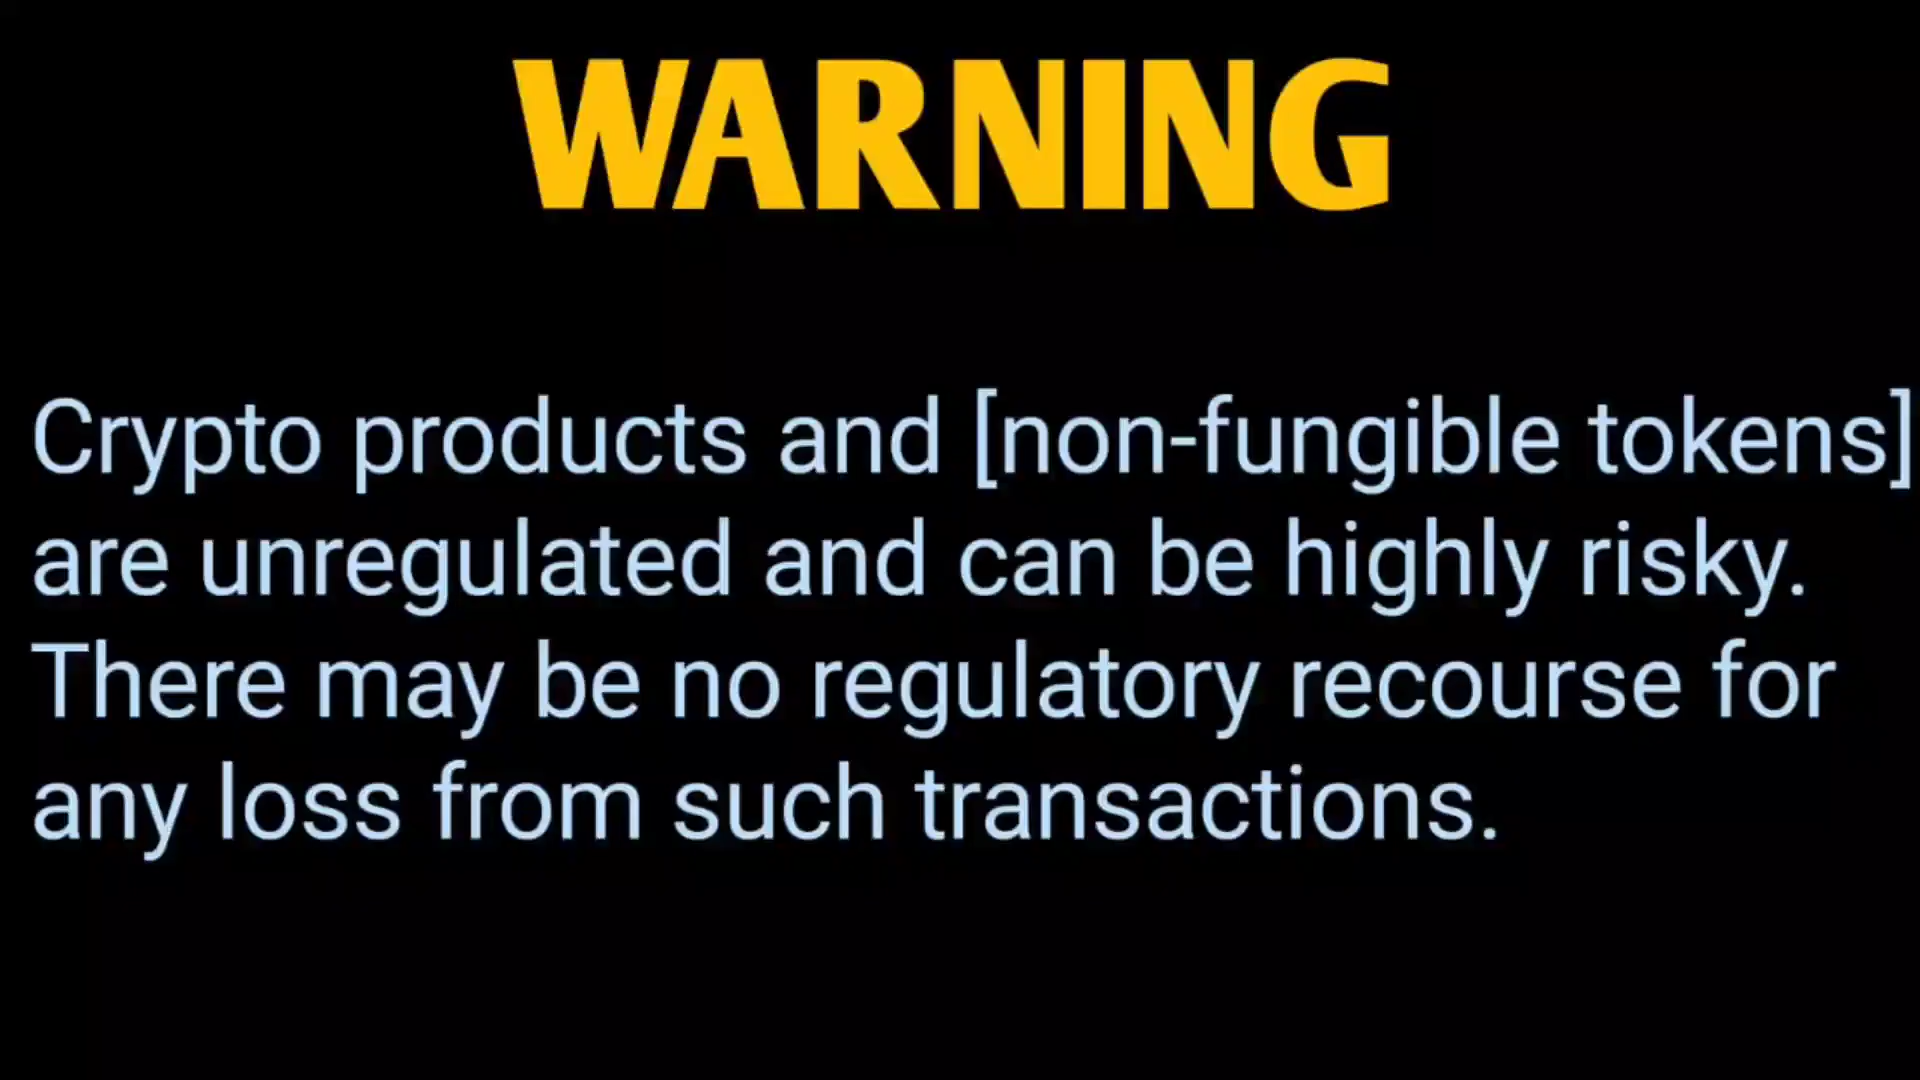 WARNING
Crypto products and [non-fungible tokens]
are unregulated and can be highly risky.
There may be no regulatory recourse for
any loss from such transactions.